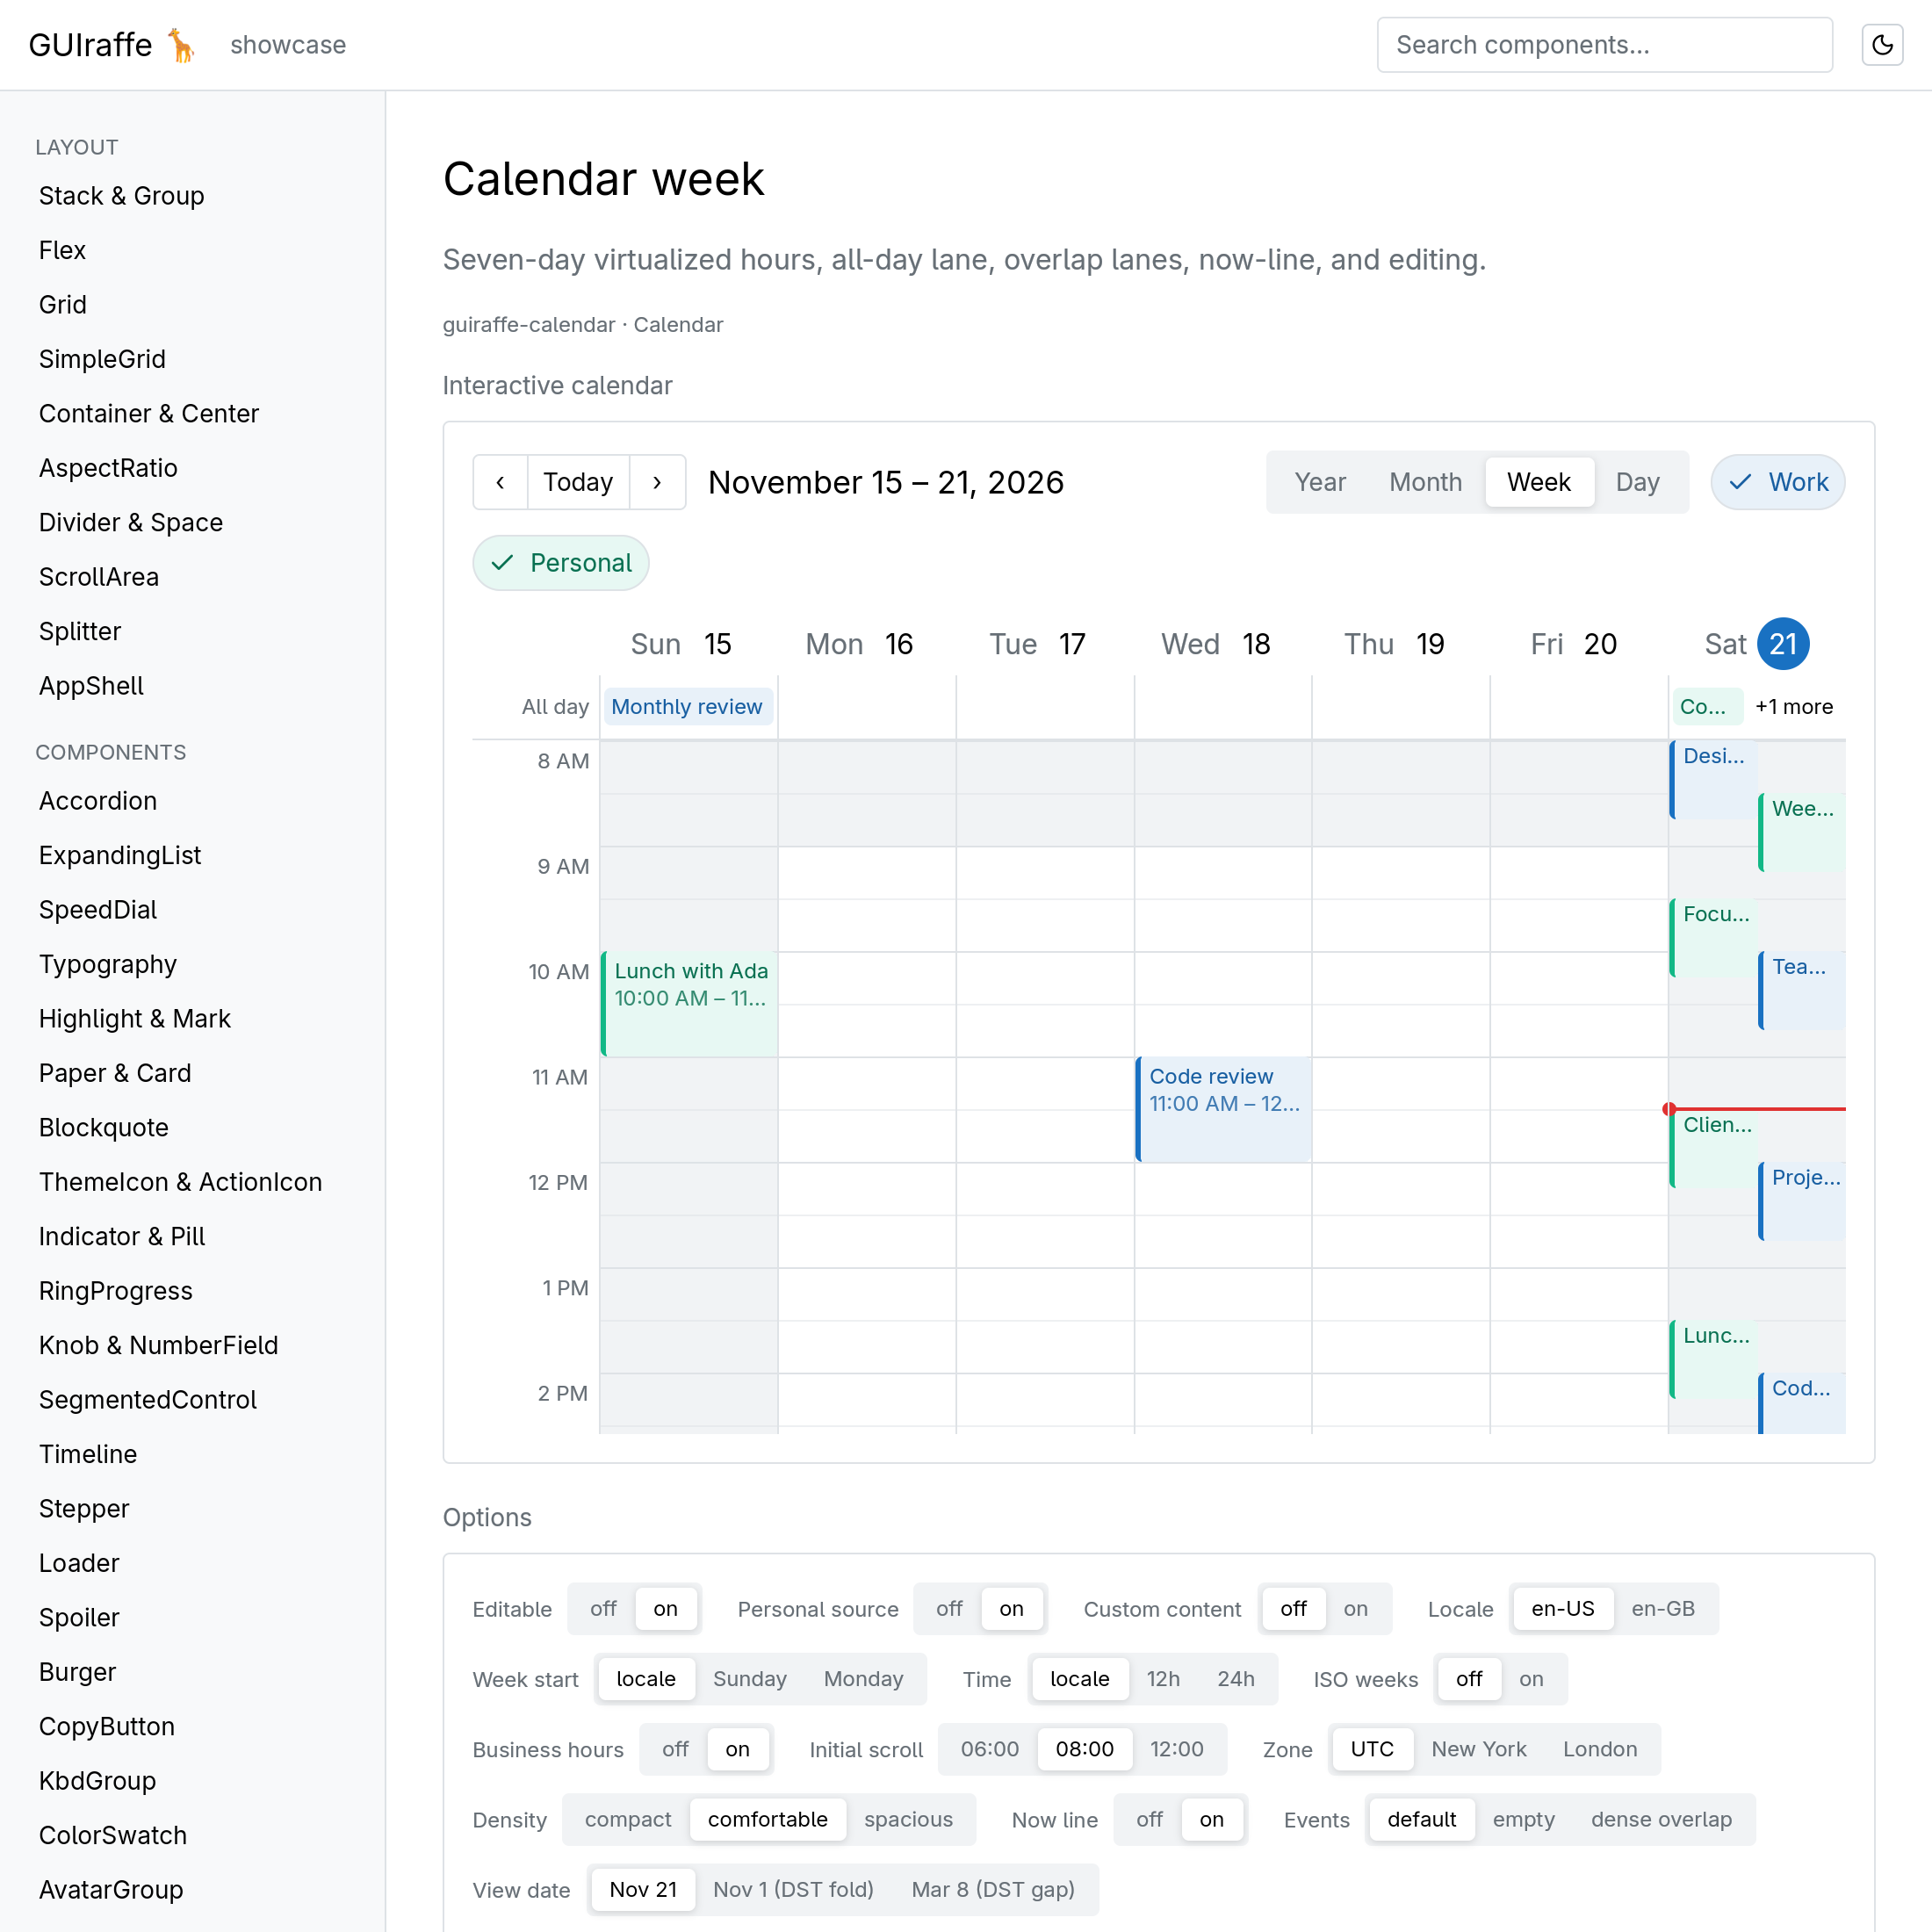 GUIraffe 🦒 showcase
Search components...
LAYOUT
Stack & Group
Flex
Grid
SimpleGrid
Container & Center
AspectRatio
Divider & Space
ScrollArea
Splitter
AppShell
COMPONENTS
Accordion
ExpandingList
SpeedDial
Typography
Highlight & Mark
Paper & Card
Blockquote
ThemeIcon & ActionIcon
Indicator & Pill
RingProgress
Knob & NumberField
SegmentedControl
Timeline
Stepper
Loader
Spoiler
Burger
CopyButton
KbdGroup
ColorSwatch
AvatarGroup
Calendar week
Seven-day virtualized hours, all-day lane, overlap lanes, now-line, and editing.
guiraffe-calendar · Calendar
Interactive calendar
‹ Today › November 15 – 21, 2026 Year Month Week Day Work
Personal
Sun 15 Mon 16 Tue 17 Wed 18 Thu 19 Fri 20 Sat 21
All day Monthly review Co... +1 more
8 AM Desi...
Wee...
9 AM
Focu...
10 AM Lunch with Ada Tea...
10:00 AM – 11...
11 AM Code review
11:00 AM – 12...
Clien...
12 PM Proje...
1 PM
Lunc...
2 PM Cod...
Options
Editable off on Personal source off on Custom content off on Locale en-US en-GB
Week start locale Sunday Monday Time locale 12h 24h ISO weeks off on
Business hours off on Initial scroll 06:00 08:00 12:00 Zone UTC New York London
Density compact comfortable spacious Now line off on Events default empty dense overlap
View date Nov 21 Nov 1 (DST fold) Mar 8 (DST gap)